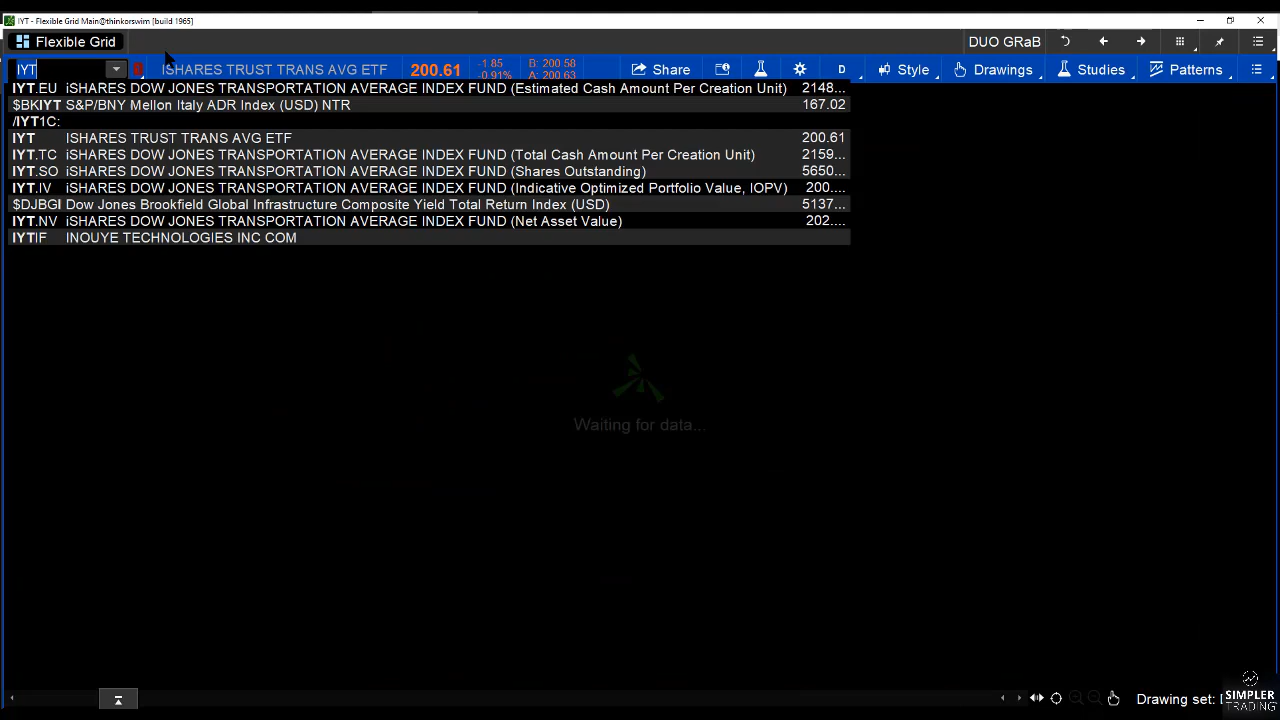 IYT - Flexible Grid Main@thinkorswim [build 1965]
Flexible Grid
DUO GRaB
IYT
ISHARES TRUST TRANS AVG ETF
200.61
-1.85
-0.91%
B: 200.58
A: 200.63
Share
D
Style
Drawings
Studies
Patterns
IYT.EU iSHARES DOW JONES TRANSPORTATION AVERAGE INDEX FUND (Estimated Cash Amount Per Creation Unit) 2148...
$BKIYT S&P/BNY Mellon Italy ADR Index (USD) NTR 167.02
/IYT1C:
IYT ISHARES TRUST TRANS AVG ETF 200.61
IYT.TC iSHARES DOW JONES TRANSPORTATION AVERAGE INDEX FUND (Total Cash Amount Per Creation Unit) 2159...
IYT.SO iSHARES DOW JONES TRANSPORTATION AVERAGE INDEX FUND (Shares Outstanding) 5650...
IYT.IV iSHARES DOW JONES TRANSPORTATION AVERAGE INDEX FUND (Indicative Optimized Portfolio Value, IOPV) 200....
$DJBGI Dow Jones Brookfield Global Infrastructure Composite Yield Total Return Index (USD) 5137...
IYT.NV iSHARES DOW JONES TRANSPORTATION AVERAGE INDEX FUND (Net Asset Value) 202....
IYTIF INOUYE TECHNOLOGIES INC COM
Waiting for data...
Drawing set:
SIMPLER
TRADING